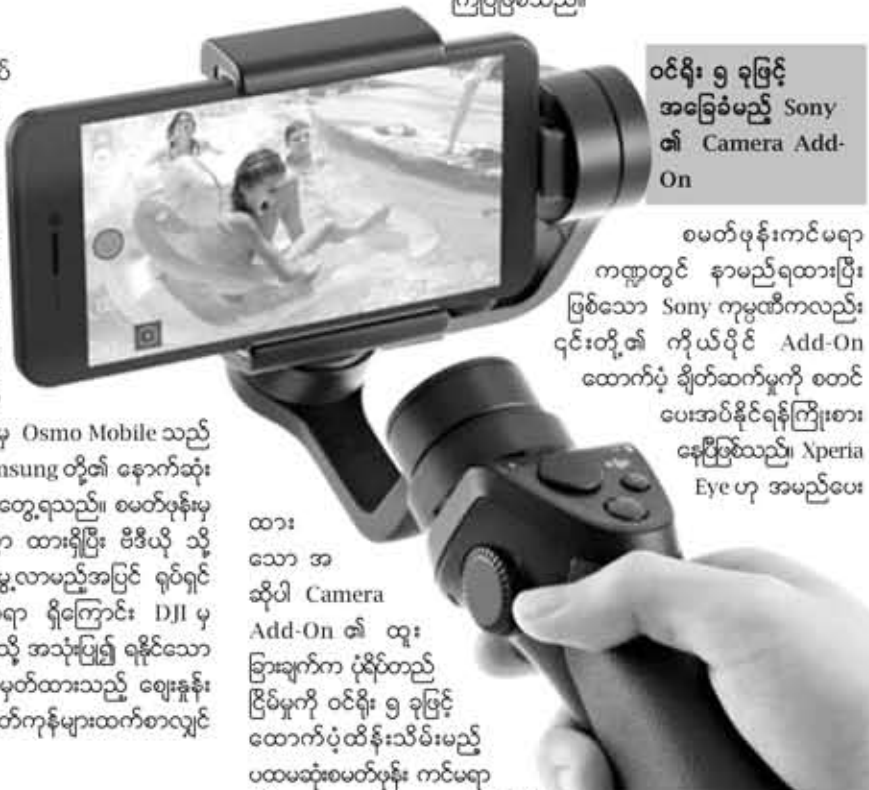 ဝင်ရိုး ၅ ခုဖြင့်
အခြေခံမည့် Sony
၏ Camera Add-
On
စမတ်ဖုန်းကင်မရာ
ကဏ္ဍတွင် နာမည်ရထားပြီး
ဖြစ်သော Sony ကုမ္ပဏီကလည်း
၎င်းတို့၏ ကိုယ်ပိုင် Add-On
ထောက်ပံ့ ချိတ်ဆက်မှုကို စတင်
ပေးအပ်နိုင်ရန်ကြိုးစား
နေပြီဖြစ်သည်။ Xperia
Eye ဟု အမည်ပေး
မှ Osmo Mobile သည်
msung တို့၏ နောက်ဆုံး
တွေ့ရသည်။ စမတ်ဖုန်းမှ
ာ ထားရှိပြီး ဗီဒီယို သို့
မွေ့လာမည့်အပြင် ရုပ်ရှင်
ရာ ရှိကြောင်း DJI မှ
သို့ အသုံးပြု၍ ရနိုင်သော
မှတ်ထားသည့် ဈေးနှုန်း
တ်ကုန်များထက်စာလျှင်
ထား
သော အ
ဆိုပါ Camera
Add-On ၏ ထူး
ခြားချက်က ပုံရိပ်တည်
ငြိမ်မှုကို ဝင်ရိုး ၅ ခုဖြင့်
ထောက်ပံ့ထိန်းသိမ်းမည့်
ပထမဆုံးစမတ်ဖုန်း ကင်မရာ